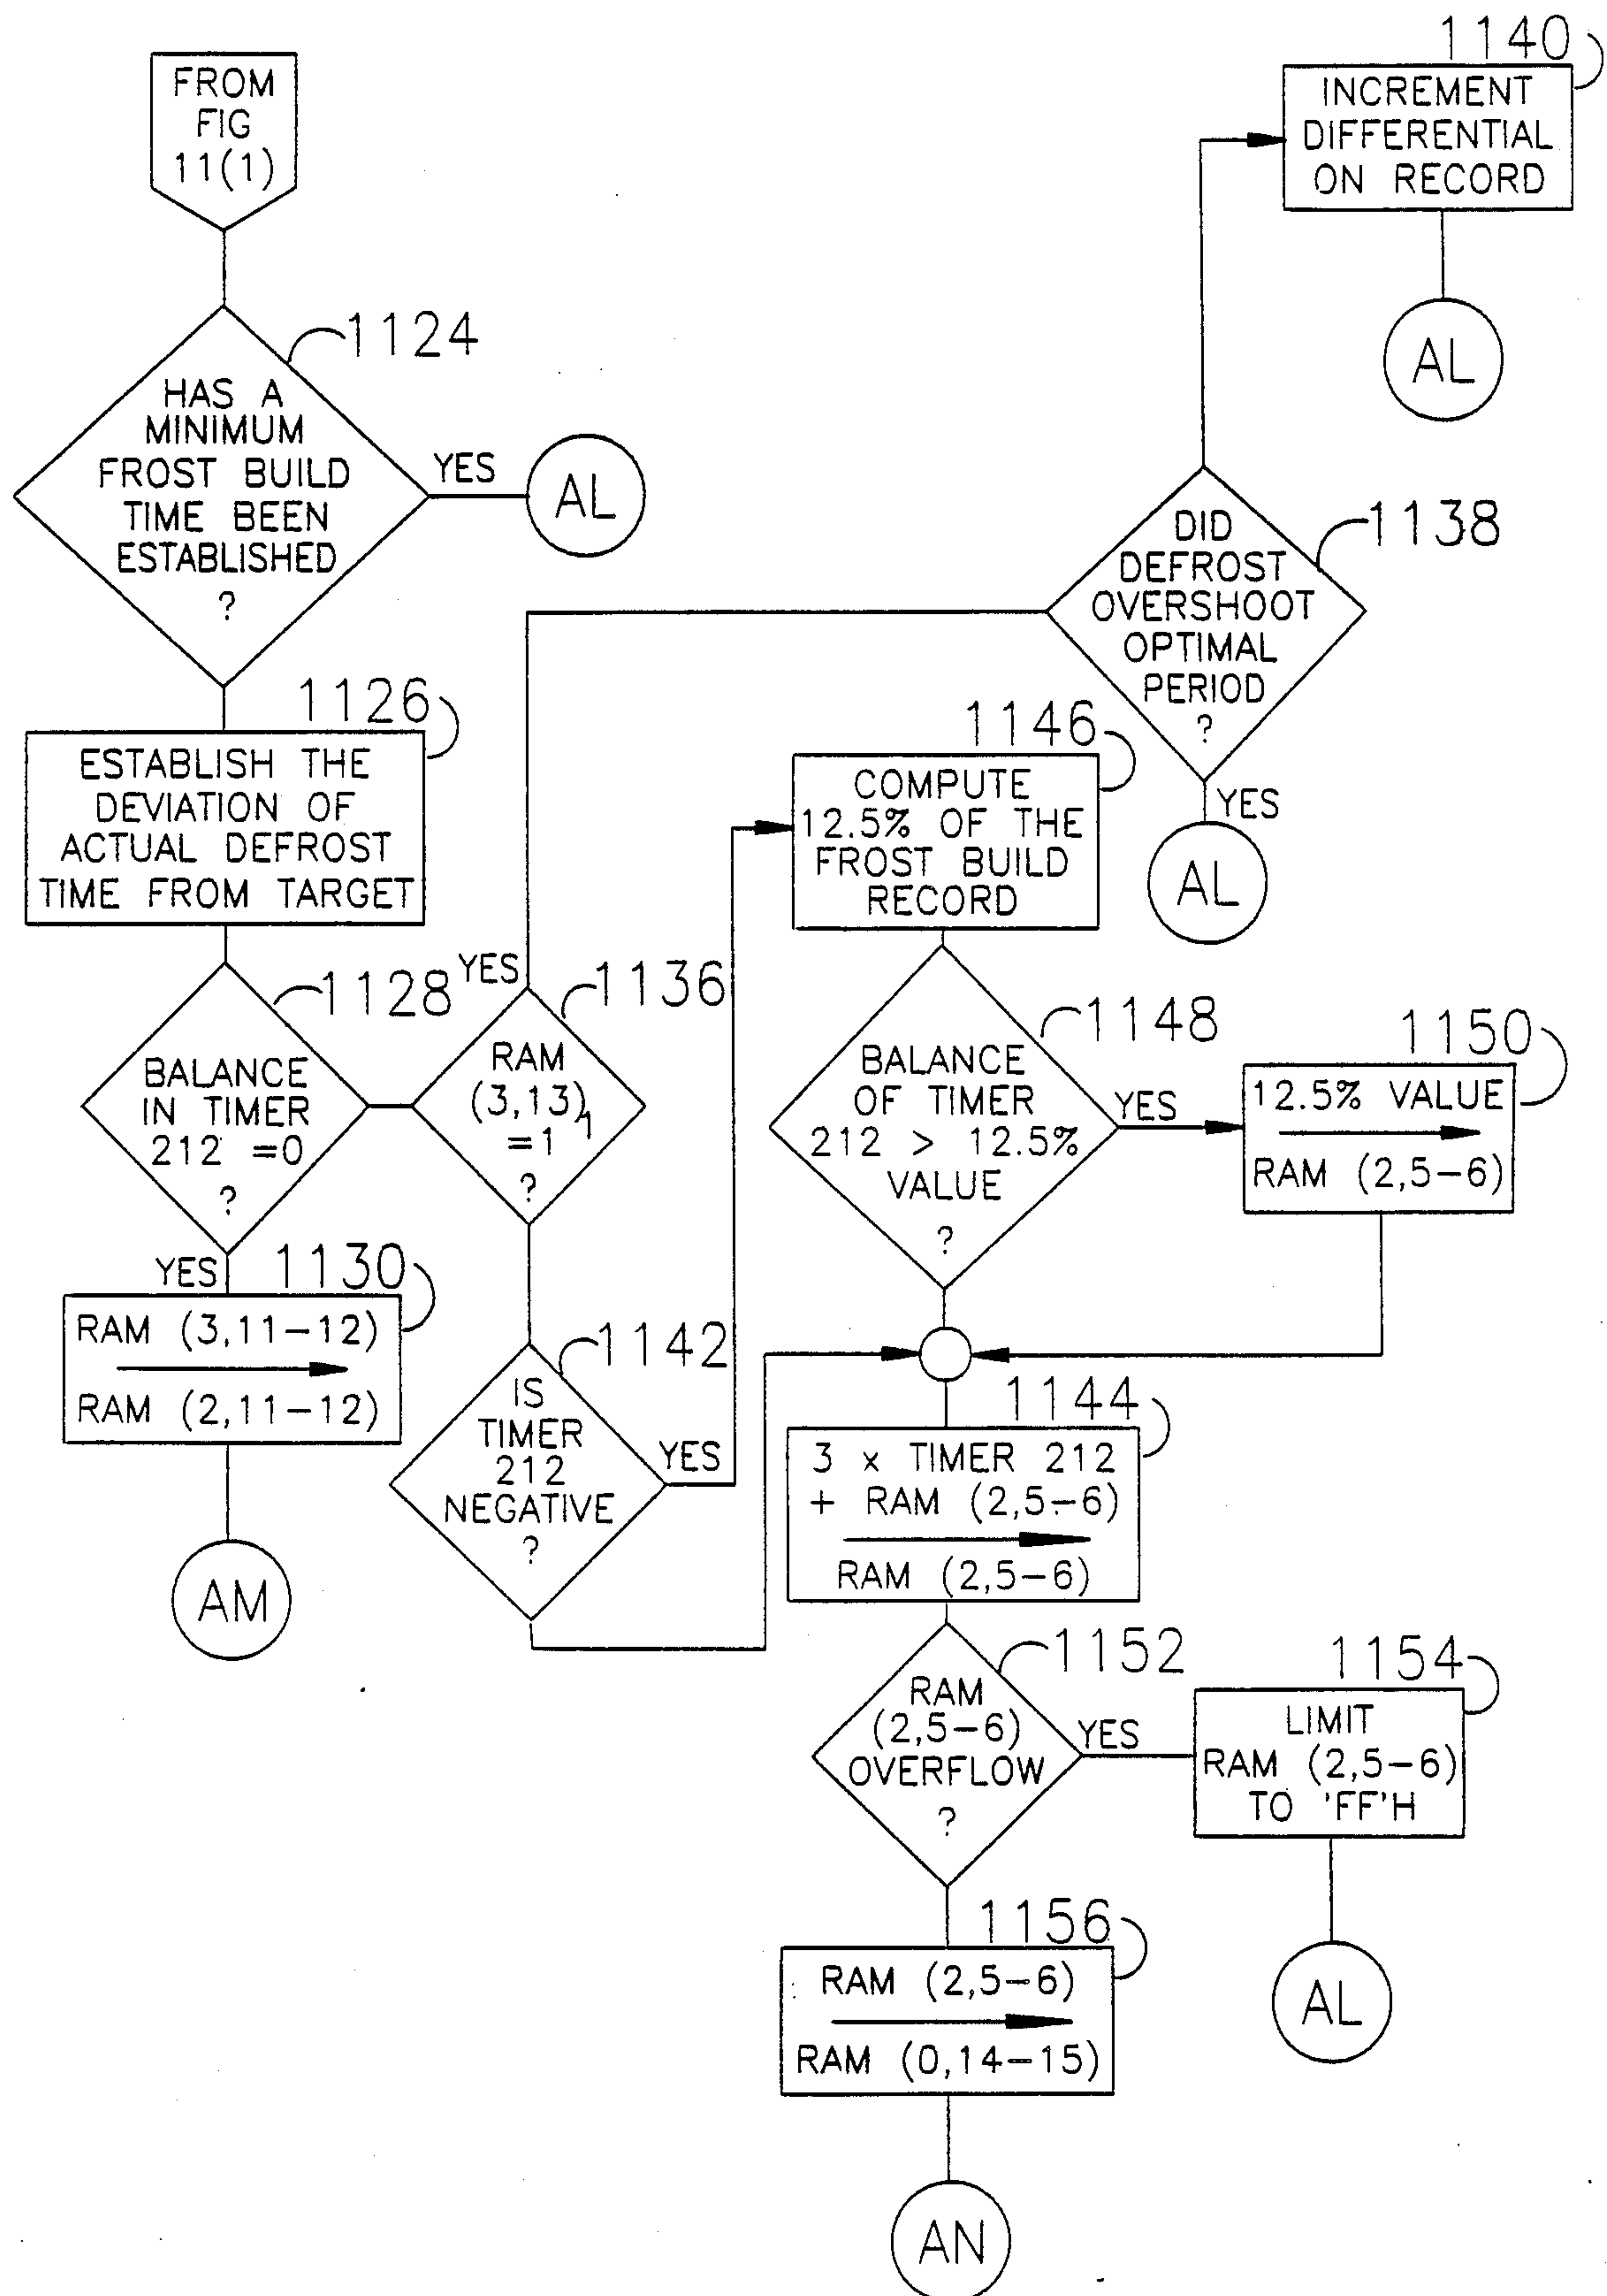 FROM
FIG
11(1)
1124
HAS A
MINIMUM
FROST BUILD
TIME BEEN
ESTABLISHED
?
YES
AL
1126
ESTABLISH THE
DEVIATION OF
ACTUAL DEFROST
TIME FROM TARGET
1128
BALANCE
IN TIMER
212 =0
?
YES
1130
RAM (3,11-12)
RAM (2,11-12)
AM
YES
1136
RAM
(3,13)1
=1
?
1142
IS
TIMER
212
NEGATIVE
?
YES
1140
INCREMENT
DIFFERENTIAL
ON RECORD
AL
1138
DID
DEFROST
OVERSHOOT
OPTIMAL
PERIOD
?
YES
AL
1146
COMPUTE
12.5% OF THE
FROST BUILD
RECORD
1148
BALANCE
OF TIMER
212 > 12.5%
VALUE
?
YES
1150
12.5% VALUE
RAM (2,5-6)
1144
3 x TIMER 212
+ RAM (2,5-6)
RAM (2,5-6)
1152
RAM
(2,5-6)
OVERFLOW
?
YES
1154
LIMIT
RAM (2,5-6)
TO 'FF'H
AL
1156
RAM (2,5-6)
RAM (0,14-15)
AN